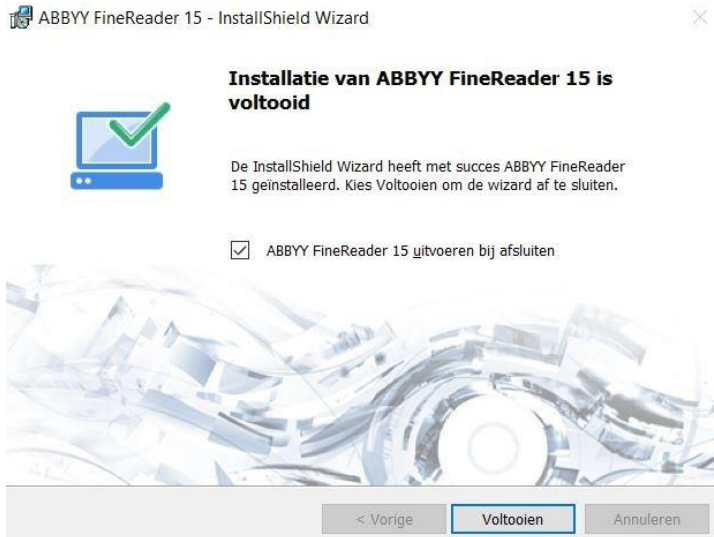 ABBYY FineReader 15 - InstallShield Wizard
Installatie van ABBYY FineReader 15 is
voltooid
De InstallShield Wizard heeft met succes ABBYY FineReader
15 geïnstalleerd. Kies Voltooien om de wizard af te sluiten.
ABBYY FineReader 15 uitvoeren bij afsluiten
< Vorige Voltooien Annuleren